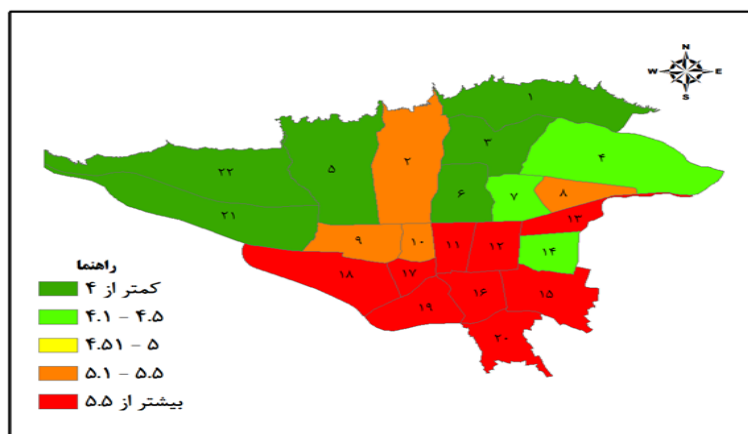 N
W E
S
۱
۲
۳
۴
۵
۶
۷
۸
۲۲
۲۱
۹
۱۰
۱۱
۱۲
۱۳
۱۴
۱۸
۱۷
۱۹
۱۶
۱۵
۲۰
راهنما
کمتر از ۴
۴.۱ – ۴.۵
۴.۵۱ – ۵
۵.۱ – ۵.۵
بیشتر از ۵.۵